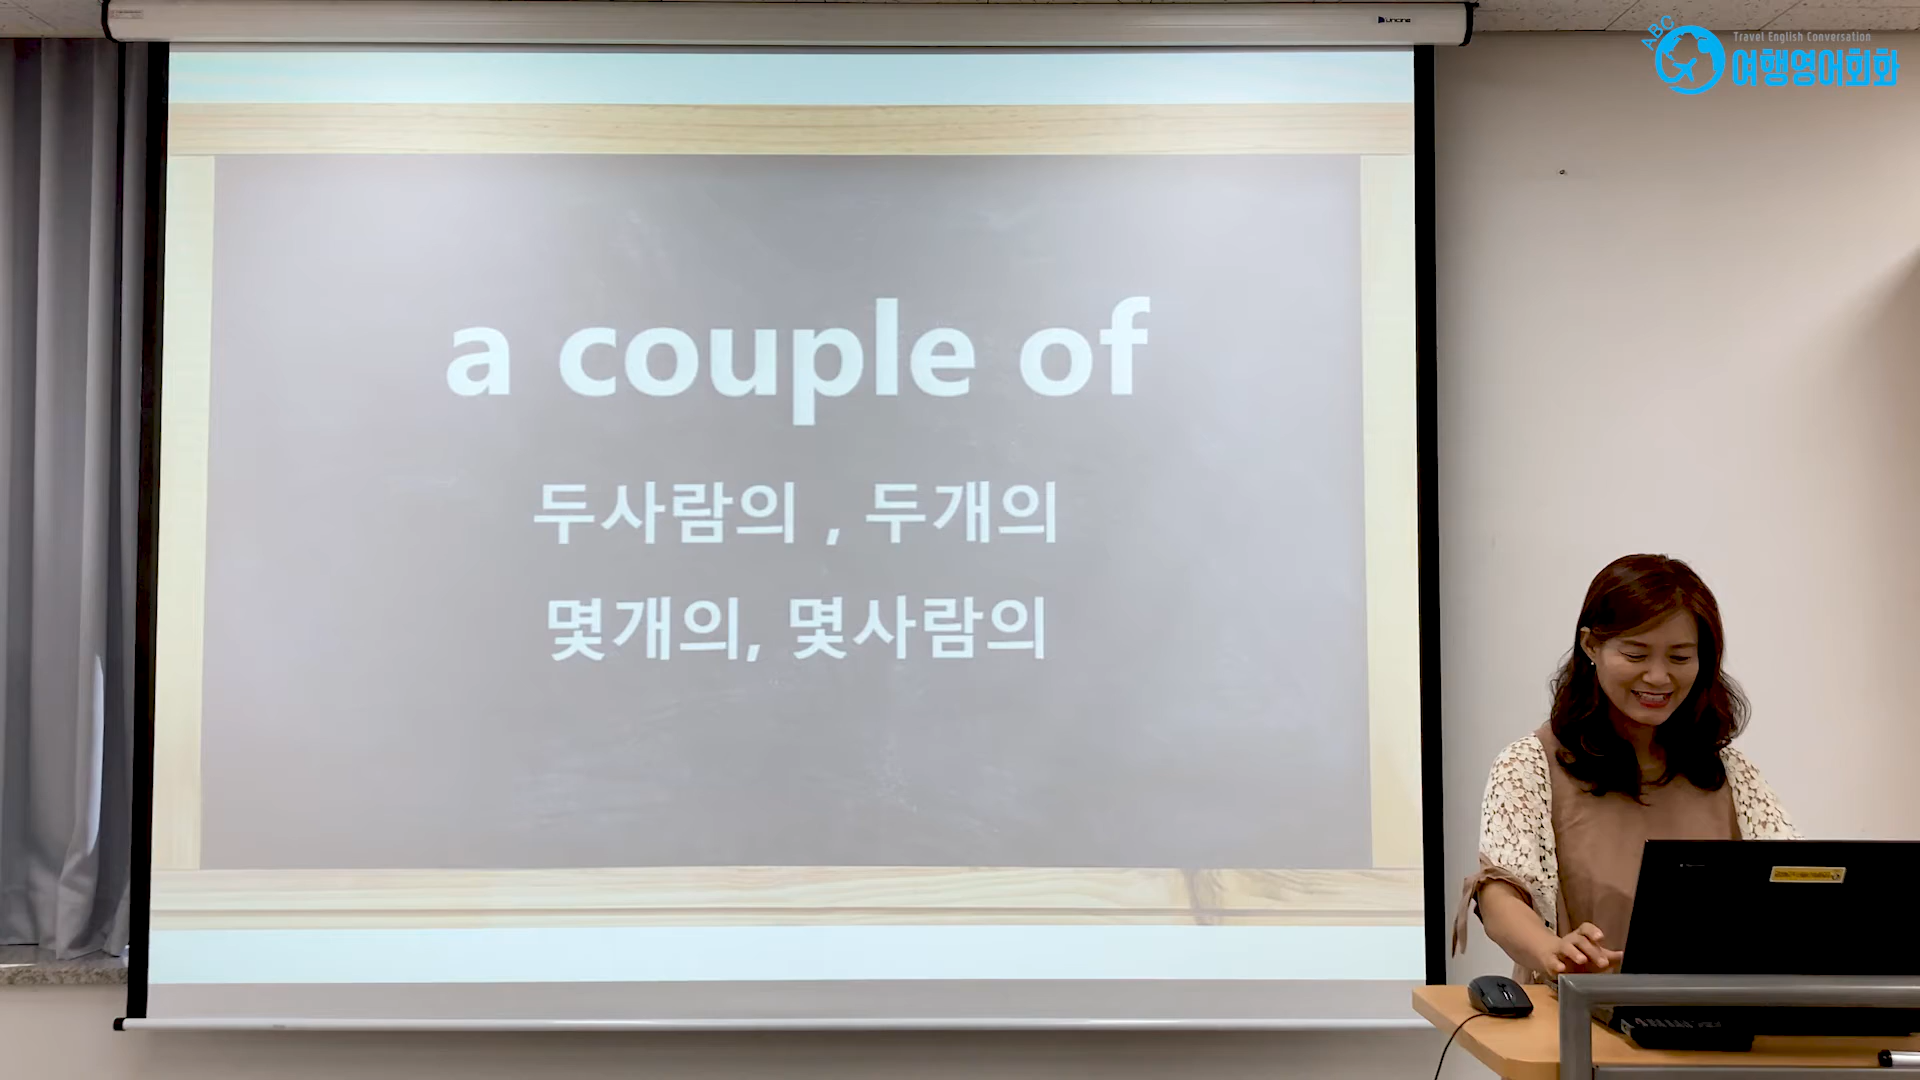 ABC
Travel English Conversation
여행영어회화
a couple of
두사람의 , 두개의
몇개의, 몇사람의